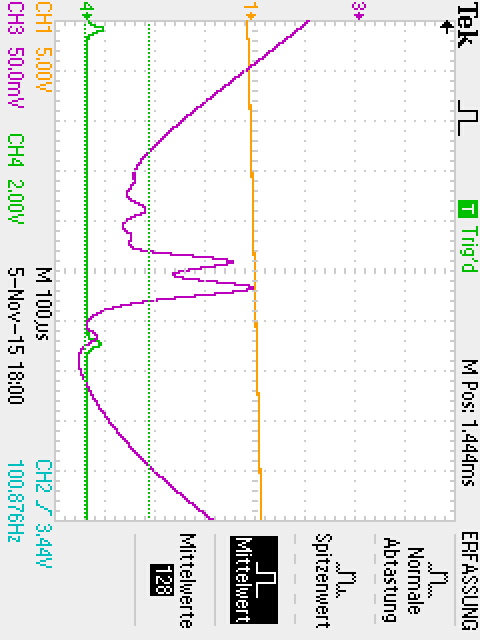 Tek T Trig'd M Pos: 1.444ms ERFASSUNG
Normale
Abtastung
3
Spitzenwert
1
Mittelwert
Mittelwerte
128
4
CH1 5.00V M 100µs CH2 3.44V
CH3 50.0mV CH4 2.00V 5-Nov-15 18:00 100.876Hz